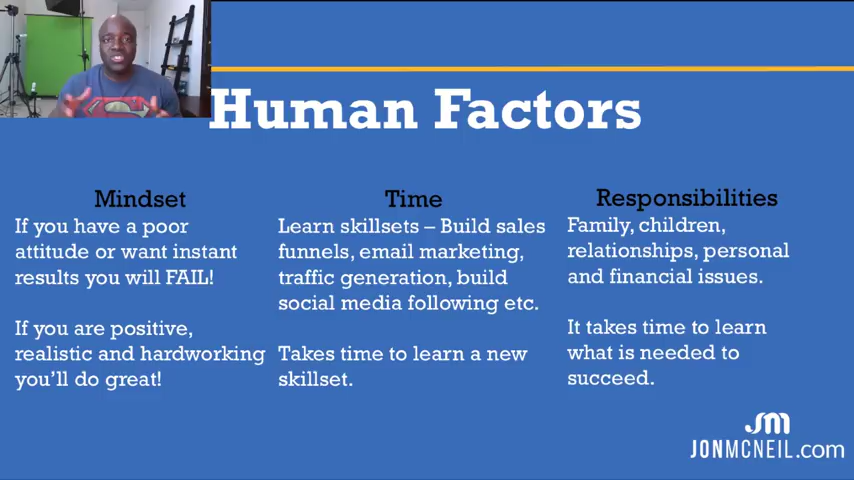 Human Factors
Mindset
If you have a poor
attitude or want instant
results you will FAIL!
If you are positive,
realistic and hardworking
you'll do great!
Time
Learn skillsets – Build sales
funnels, email marketing,
traffic generation, build
social media following etc.
Takes time to learn a new
skillset.
Responsibilities
Family, children,
relationships, personal
and financial issues.
It takes time to learn
what is needed to
succeed.
JM
JONMCNEIL.com